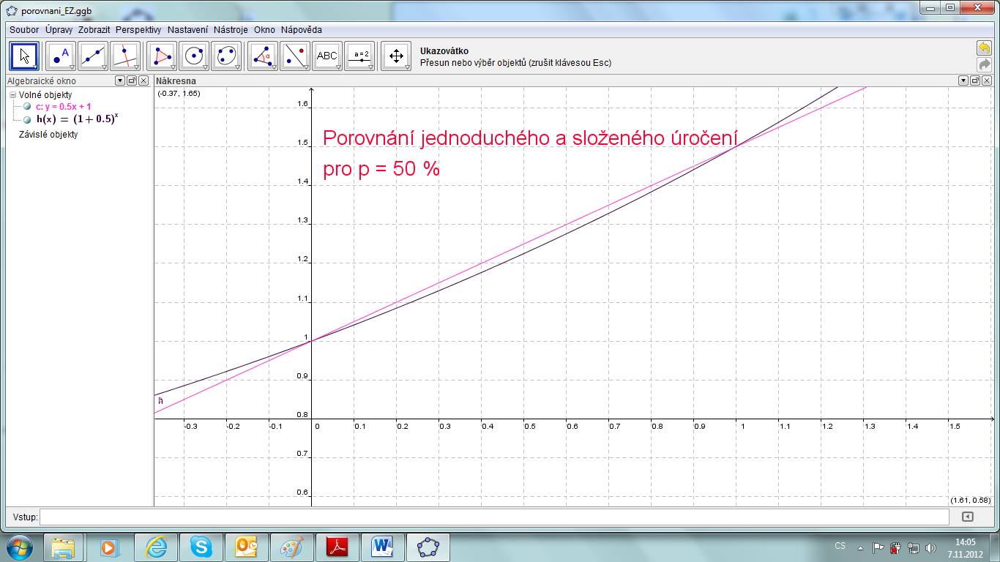 porovnani_EZ.ggb
Soubor Úpravy Zobrazit Perspektivy Nastavení Nástroje Okno Nápověda
A
α
ABC
a = 2
Ukazovátko
Přesun nebo výběr objektů (zrušit klávesou Esc)
Algebraické okno
Nákresna
Volné objekty
c: y = 0.5x + 1
h(x) = (1 + 0.5)^x
Závislé objekty
(-0.37, 1.65)
Porovnání jednoduchého a složeného úročení
pro p = 50 %
1.6
1.5
1.4
1.3
1.2
1.1
1
0.9
0.8
0.7
0.6
-0.3 -0.2 -0.1 0 0.1 0.2 0.3 0.4 0.5 0.6 0.7 0.8 0.9 1 1.1 1.2 1.3 1.4 1.5
(1.61, 0.58)
Vstup:
CS
14:05
7.11.2012